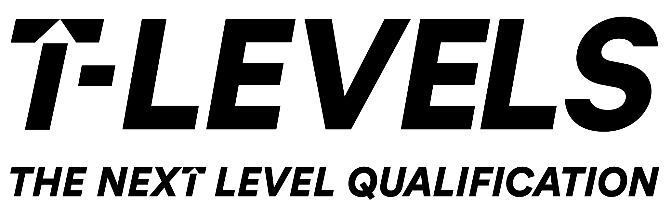 T-LEVELS
THE NEXT LEVEL QUALIFICATION